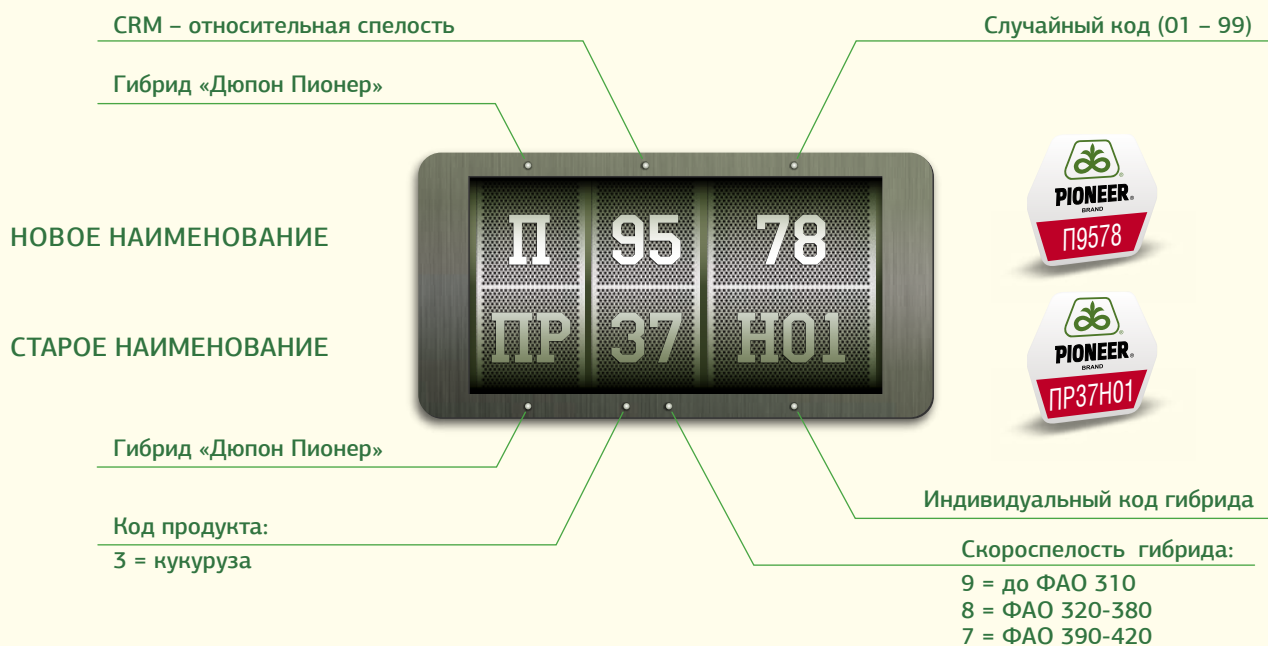 CRM – относительная спелость
Случайный код (01 – 99)
Гибрид «Дюпон Пионер»
НОВОЕ НАИМЕНОВАНИЕ
П 95 78
PIONEER®
BRAND
П9578
СТАРОЕ НАИМЕНОВАНИЕ
ПР 37 Н01
PIONEER®
BRAND
ПР37Н01
Гибрид «Дюпон Пионер»
Индивидуальный код гибрида
Код продукта:
3 = кукуруза
Скороспелость гибрида:
9 = до ФАО 310
8 = ФАО 320-380
7 = ФАО 390-420